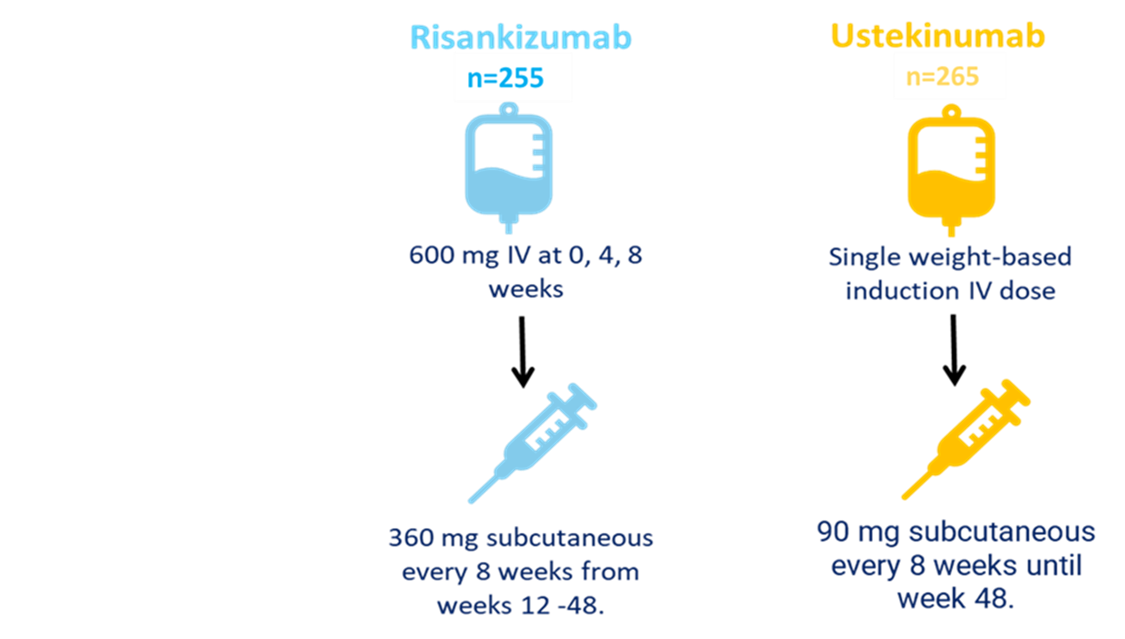 Risankizumab
n=255
600 mg IV at 0, 4, 8
weeks
360 mg subcutaneous
every 8 weeks from
weeks 12 -48.
Ustekinumab
n=265
Single weight-based
induction IV dose
90 mg subcutaneous
every 8 weeks until
week 48.